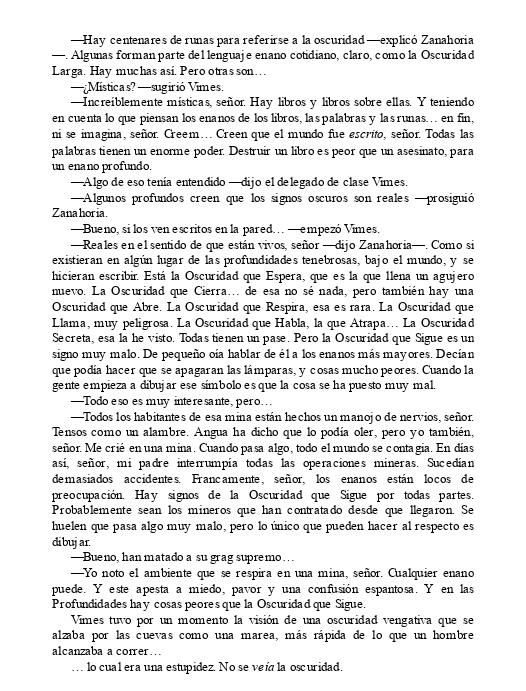 —Hay centenares de runas para referirse a la oscuridad —explicó Zanahoria
—. Algunas forman parte del lenguaje enano cotidiano, claro, como la Oscuridad
Larga. Hay muchas así. Pero otras son…
—¿Místicas? —sugirió Vimes.
—Increíblemente místicas, señor. Hay libros y libros sobre ellas. Y teniendo
en cuenta lo que piensan los enanos de los libros, las palabras y las runas… en fin,
ni se imagina, señor. Creem… Creen que el mundo fue escrito, señor. Todas las
palabras tienen un enorme poder. Destruir un libro es peor que un asesinato, para
un enano profundo.
—Algo de eso tenía entendido —dijo el delegado de clase Vimes.
—Algunos profundos creen que los signos oscuros son reales —prosiguió
Zanahoria.
—Bueno, si los ven escritos en la pared… —empezó Vimes.
—Reales en el sentido de que están vivos, señor —dijo Zanahoria—. Como si
existieran en algún lugar de las profundidades tenebrosas, bajo el mundo, y se
hicieran escribir. Está la Oscuridad que Espera, que es la que llena un agujero
nuevo. La Oscuridad que Cierra… de esa no sé nada, pero también hay una
Oscuridad que Abre. La Oscuridad que Respira, esa es rara. La Oscuridad que
Llama, muy peligrosa. La Oscuridad que Habla, la que Atrapa… La Oscuridad
Secreta, esa la he visto. Todas tienen un pase. Pero la Oscuridad que Sigue es un
signo muy malo. De pequeño oía hablar de él a los enanos más mayores. Decían
que podía hacer que se apagaran las lámparas, y cosas mucho peores. Cuando la
gente empieza a dibujar ese símbolo es que la cosa se ha puesto muy mal.
—Todo eso es muy interesante, pero…
—Todos los habitantes de esa mina están hechos un manojo de nervios, señor.
Tensos como un alambre. Angua ha dicho que lo podía oler, pero yo también,
señor. Me crié en una mina. Cuando pasa algo, todo el mundo se contagia. En días
así, señor, mi padre interrumpía todas las operaciones mineras. Sucedían
demasiados accidentes. Francamente, señor, los enanos están locos de
preocupación. Hay signos de la Oscuridad que Sigue por todas partes.
Probablemente sean los mineros que han contratado desde que llegaron. Se
huelen que pasa algo muy malo, pero lo único que pueden hacer al respecto es
dibujar.
—Bueno, han matado a su grag supremo…
—Yo noto el ambiente que se respira en una mina, señor. Cualquier enano
puede. Y este apesta a miedo, pavor y una confusión espantosa. Y en las
Profundidades hay cosas peores que la Oscuridad que Sigue.
Vimes tuvo por un momento la visión de una oscuridad vengativa que se
alzaba por las cuevas como una marea, más rápida de lo que un hombre
alcanzaba a correr…
… lo cual era una estupidez. No se veía la oscuridad.